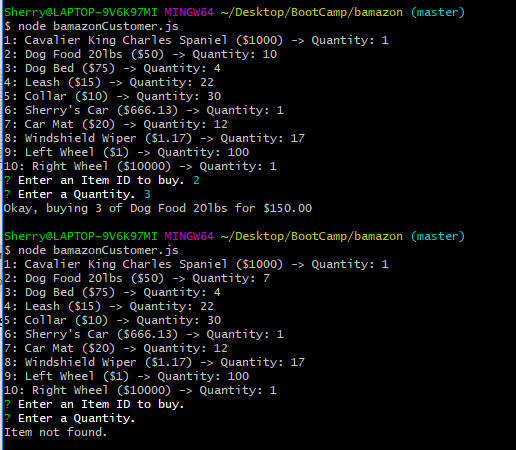 Sherry@LAPTOP-9V6K97MI MINGW64 ~/Desktop/BootCamp/bamazon (master)
$ node bamazonCustomer.js
1: Cavalier King Charles Spaniel ($1000) -> Quantity: 1
2: Dog Food 20lbs ($50) -> Quantity: 10
3: Dog Bed ($75) -> Quantity: 4
4: Leash ($15) -> Quantity: 22
5: Collar ($10) -> Quantity: 30
6: Sherry's Car ($666.13) -> Quantity: 1
7: Car Mat ($20) -> Quantity: 12
8: Windshield Wiper ($1.17) -> Quantity: 17
9: Left Wheel ($1) -> Quantity: 100
10: Right Wheel ($10000) -> Quantity: 1
? Enter an Item ID to buy. 2
? Enter a Quantity. 3
Okay, buying 3 of Dog Food 20lbs for $150.00
Sherry@LAPTOP-9V6K97MI MINGW64 ~/Desktop/BootCamp/bamazon (master)
$ node bamazonCustomer.js
1: Cavalier King Charles Spaniel ($1000) -> Quantity: 1
2: Dog Food 20lbs ($50) -> Quantity: 7
3: Dog Bed ($75) -> Quantity: 4
4: Leash ($15) -> Quantity: 22
5: Collar ($10) -> Quantity: 30
6: Sherry's Car ($666.13) -> Quantity: 1
7: Car Mat ($20) -> Quantity: 12
8: Windshield Wiper ($1.17) -> Quantity: 17
9: Left Wheel ($1) -> Quantity: 100
10: Right Wheel ($10000) -> Quantity: 1
? Enter an Item ID to buy.
? Enter a Quantity.
Item not found.